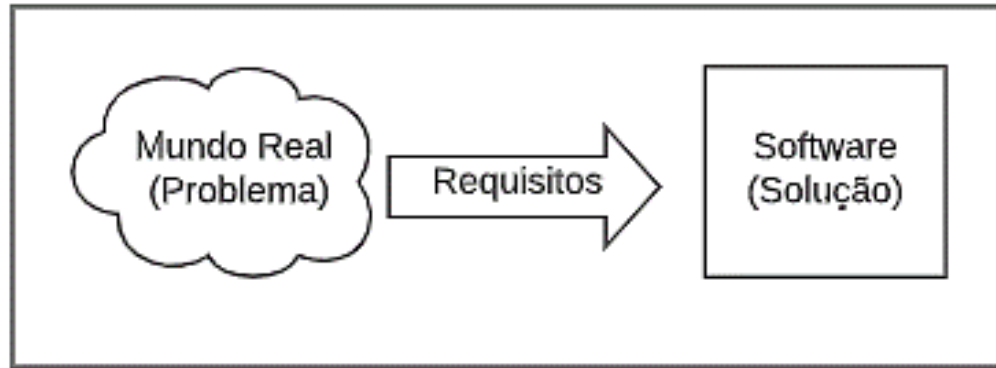 Mundo Real
(Problema)
Requisitos
Software
(Solução)